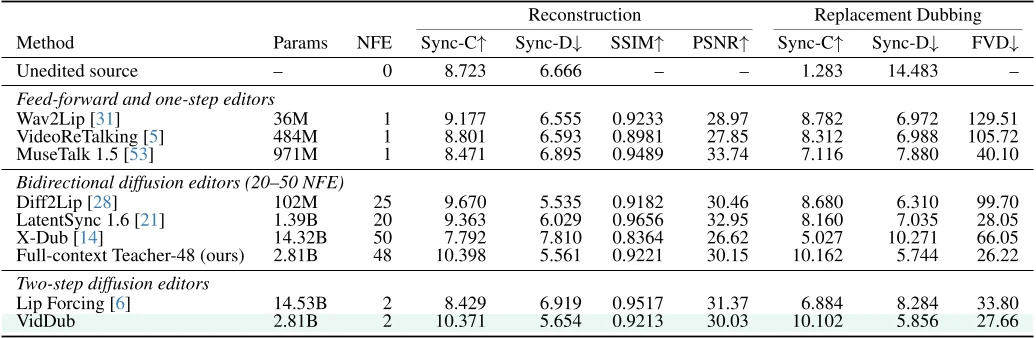 Reconstruction Replacement Dubbing
Method Params NFE Sync-C↑ Sync-D↓ SSIM↑ PSNR↑ Sync-C↑ Sync-D↓ FVD↓
Unedited source – 0 8.723 6.666 – – 1.283 14.483 –
Feed-forward and one-step editors
Wav2Lip [31] 36M 1 9.177 6.555 0.9233 28.97 8.782 6.972 129.51
VideoReTalking [5] 484M 1 8.801 6.593 0.8981 27.85 8.312 6.988 105.72
MuseTalk 1.5 [53] 971M 1 8.471 6.895 0.9489 33.74 7.116 7.880 40.10
Bidirectional diffusion editors (20–50 NFE)
Diff2Lip [28] 102M 25 9.670 5.535 0.9182 30.46 8.680 6.310 99.70
LatentSync 1.6 [21] 1.39B 20 9.363 6.029 0.9656 32.95 8.160 7.035 28.05
X-Dub [14] 14.32B 50 7.792 7.810 0.8364 26.62 5.027 10.271 66.05
Full-context Teacher-48 (ours) 2.81B 48 10.398 5.561 0.9221 30.15 10.162 5.744 26.22
Two-step diffusion editors
Lip Forcing [6] 14.53B 2 8.429 6.919 0.9517 31.37 6.884 8.284 33.80
VidDub 2.81B 2 10.371 5.654 0.9213 30.03 10.102 5.856 27.66